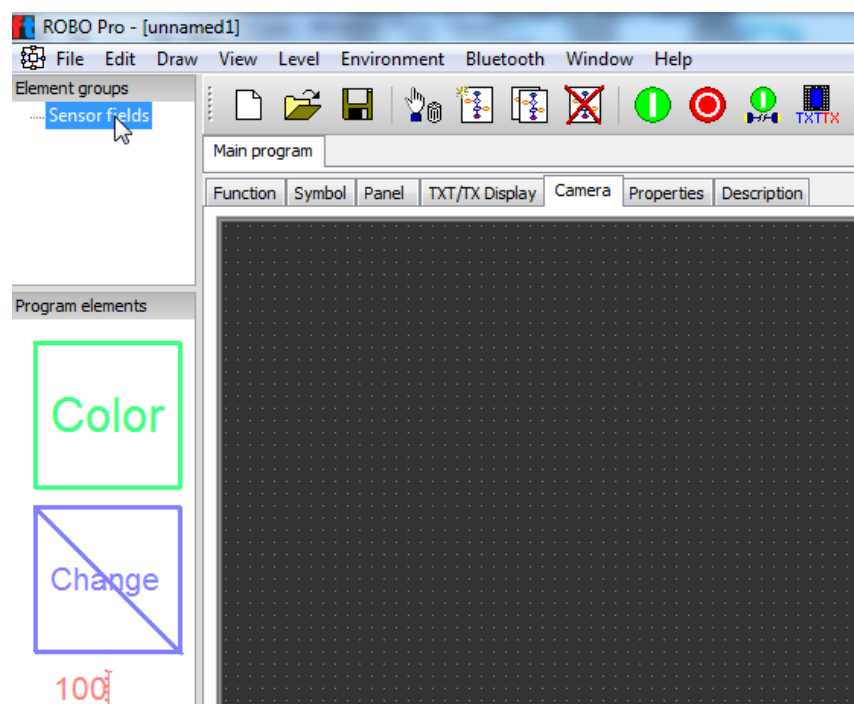 ft ROBO Pro - [unnamed1]
File Edit Draw View Level Environment Bluetooth Window Help
Element groups
Sensor fields
TXTTX
Main program
Function Symbol Panel TXT/TX Display Camera Properties Description
Program elements
Color
Change
100